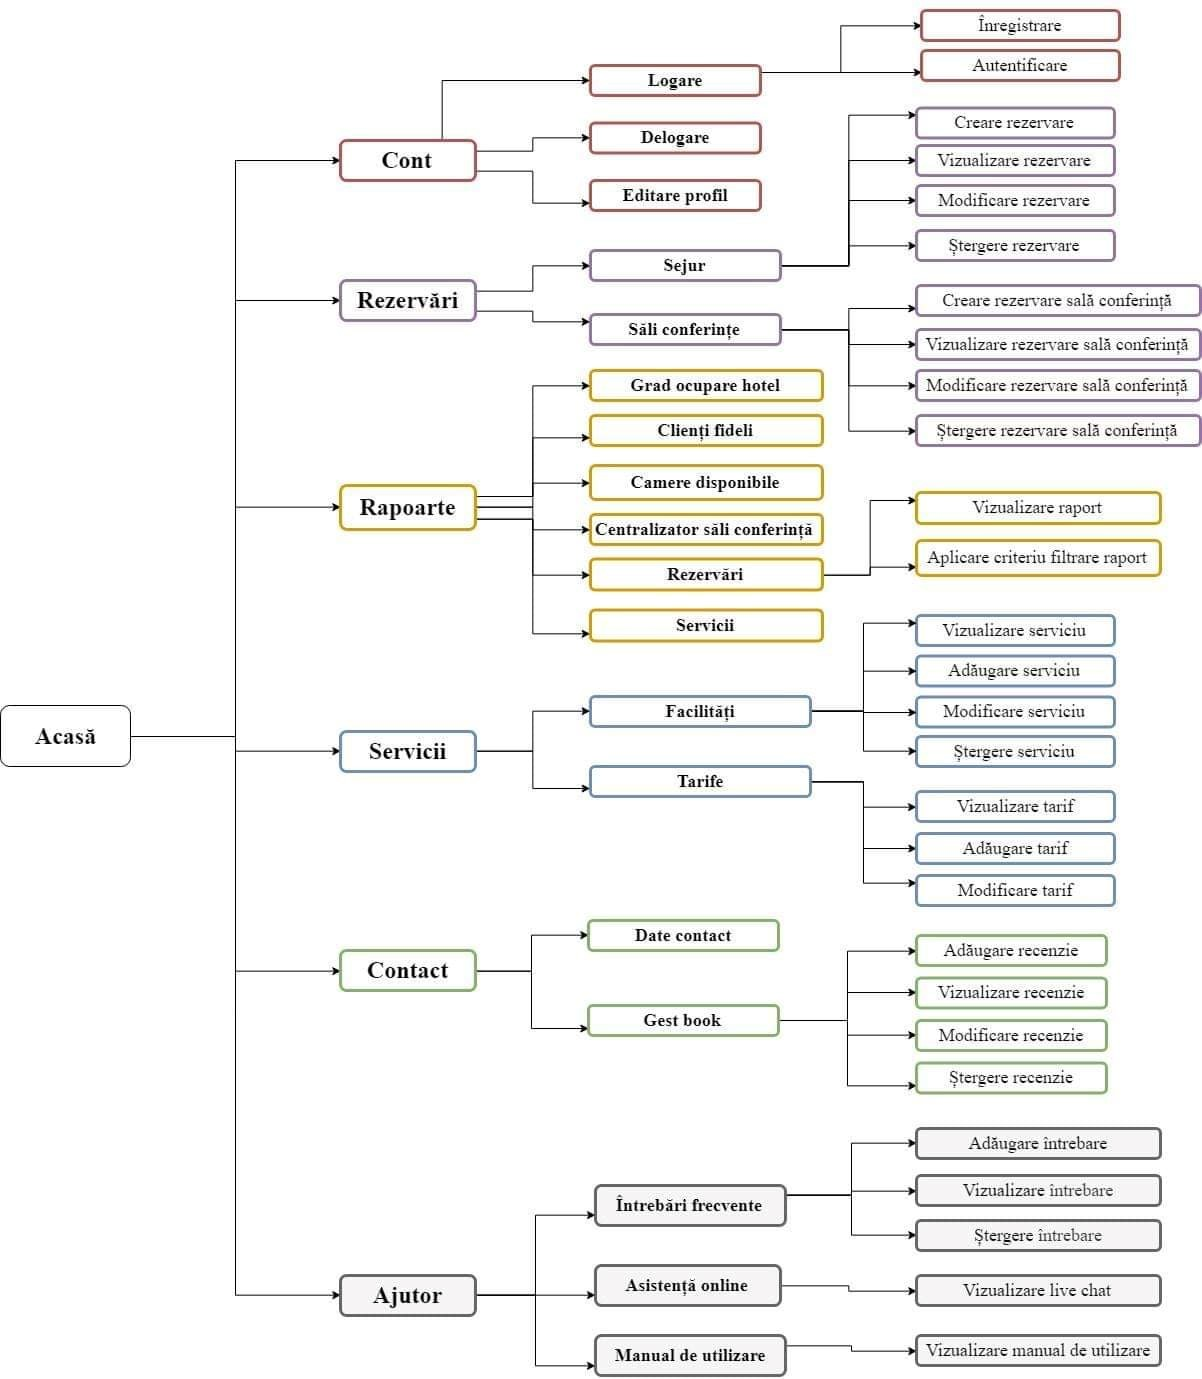 Acasă
Cont
Logare
Înregistrare
Autentificare
Delogare
Editare profil
Rezervări
Sejur
Creare rezervare
Vizualizare rezervare
Modificare rezervare
Ștergere rezervare
Săli conferințe
Creare rezervare sală conferință
Vizualizare rezervare sală conferință
Modificare rezervare sală conferință
Ștergere rezervare sală conferință
Rapoarte
Grad ocupare hotel
Clienți fideli
Camere disponibile
Centralizator săli conferință
Rezervări
Vizualizare raport
Aplicare criteriu filtrare raport
Servicii
Servicii
Facilități
Vizualizare serviciu
Adăugare serviciu
Modificare serviciu
Ștergere serviciu
Tarife
Vizualizare tarif
Adăugare tarif
Modificare tarif
Contact
Date contact
Gest book
Adăugare recenzie
Vizualizare recenzie
Modificare recenzie
Ștergere recenzie
Ajutor
Întrebări frecvente
Adăugare întrebare
Vizualizare întrebare
Ștergere întrebare
Asistență online
Vizualizare live chat
Manual de utilizare
Vizualizare manual de utilizare